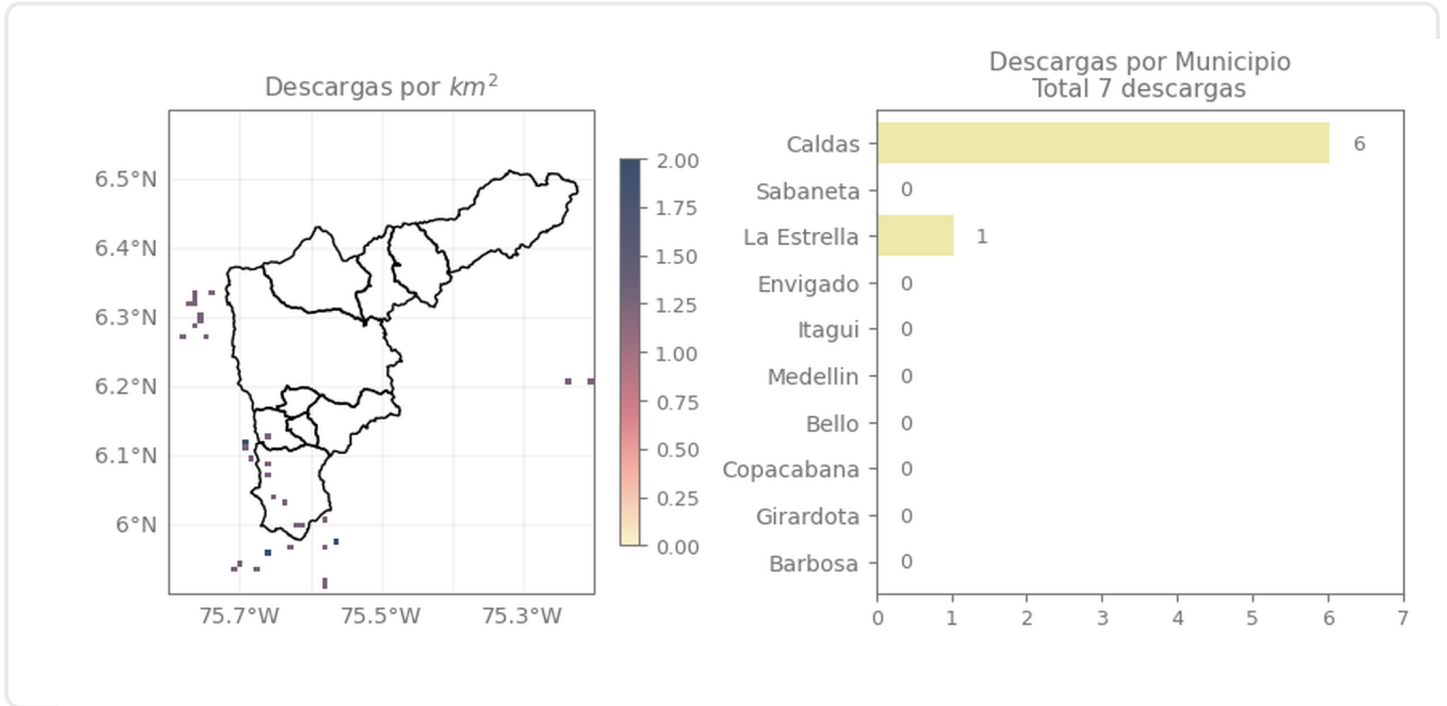 Descargas por km²
6.5°N
6.4°N
6.3°N
6.2°N
6.1°N
6°N
75.7°W 75.5°W 75.3°W
2.00
1.75
1.50
1.25
1.00
0.75
0.50
0.25
0.00
Descargas por Municipio
Total 7 descargas
Caldas 6
Sabaneta 0
La Estrella 1
Envigado 0
Itagui 0
Medellin 0
Bello 0
Copacabana 0
Girardota 0
Barbosa 0
0 1 2 3 4 5 6 7